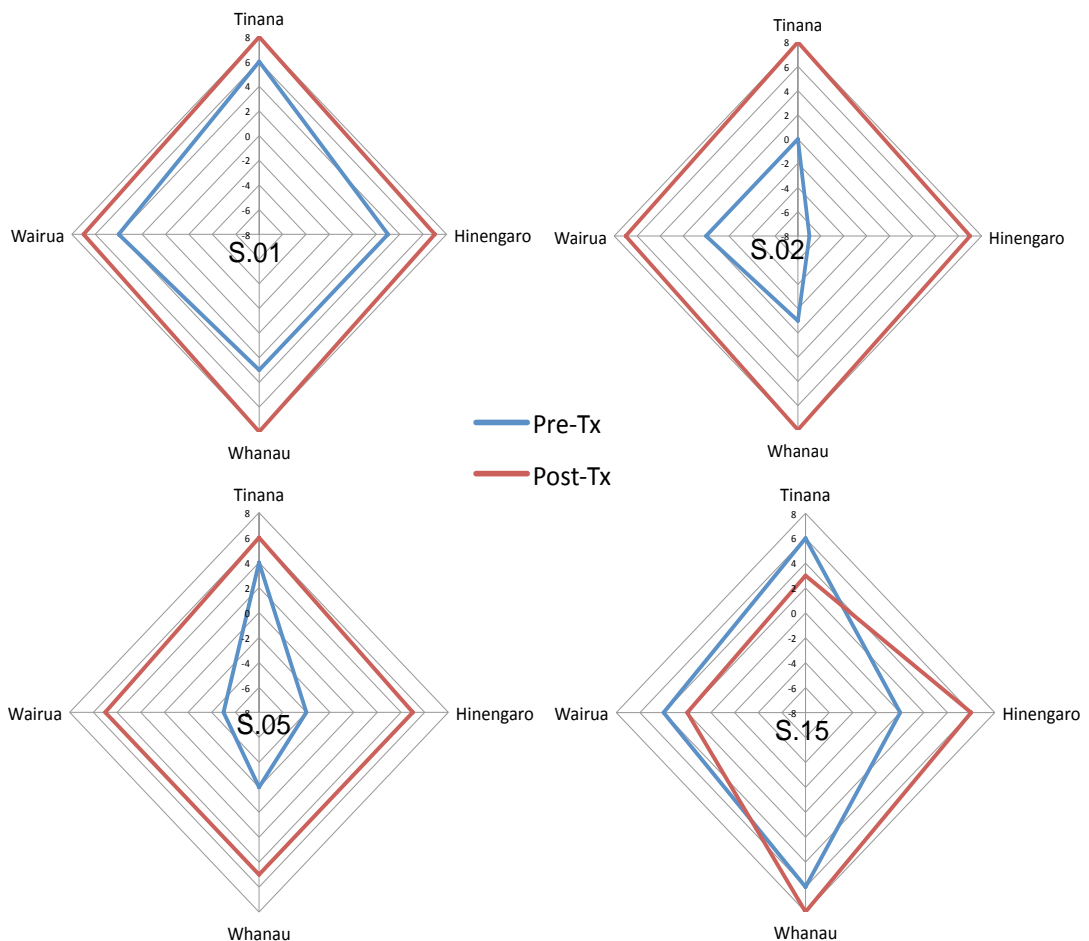 Tinana
8
6
4
2
0
-2
-4
-6
-8
Wairua
Hinengaro
S.01
Whanau
Tinana
8
6
4
2
0
-2
-4
-6
-8
Wairua
Hinengaro
S.02
Whanau
Pre-Tx
Post-Tx
Tinana
8
6
4
2
0
-2
-4
-6
-8
Wairua
Hinengaro
S.05
Whanau
Tinana
8
6
4
2
0
-2
-4
-6
-8
Wairua
Hinengaro
S.15
Whanau